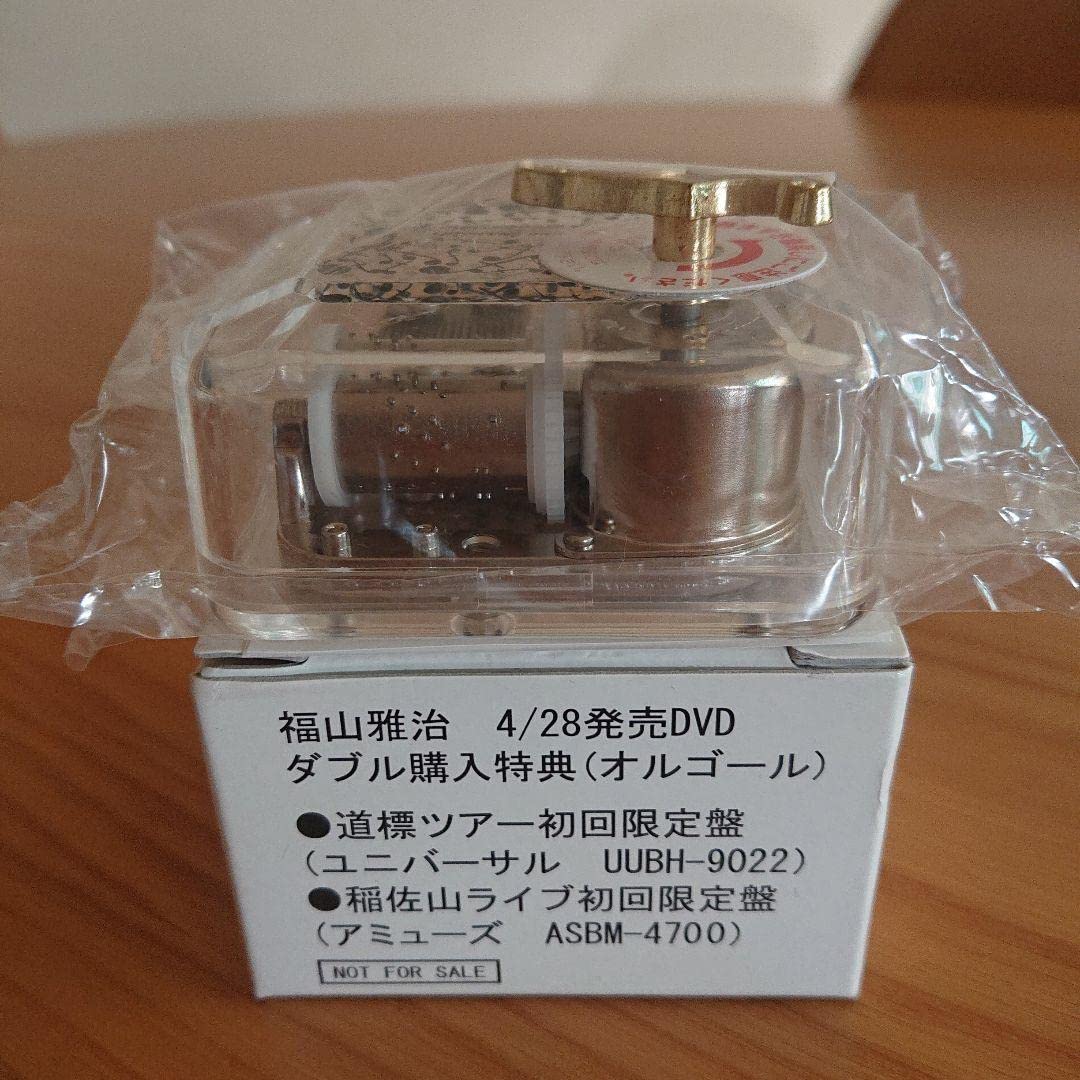 福山雅治 4/28発売DVD
ダブル購入特典(オルゴール)
●道標ツアー初回限定盤
(ユニバーサル UUBH-9022)
●稲佐山ライブ初回限定盤
(アミューズ ASBM-4700)
NOT FOR SALE